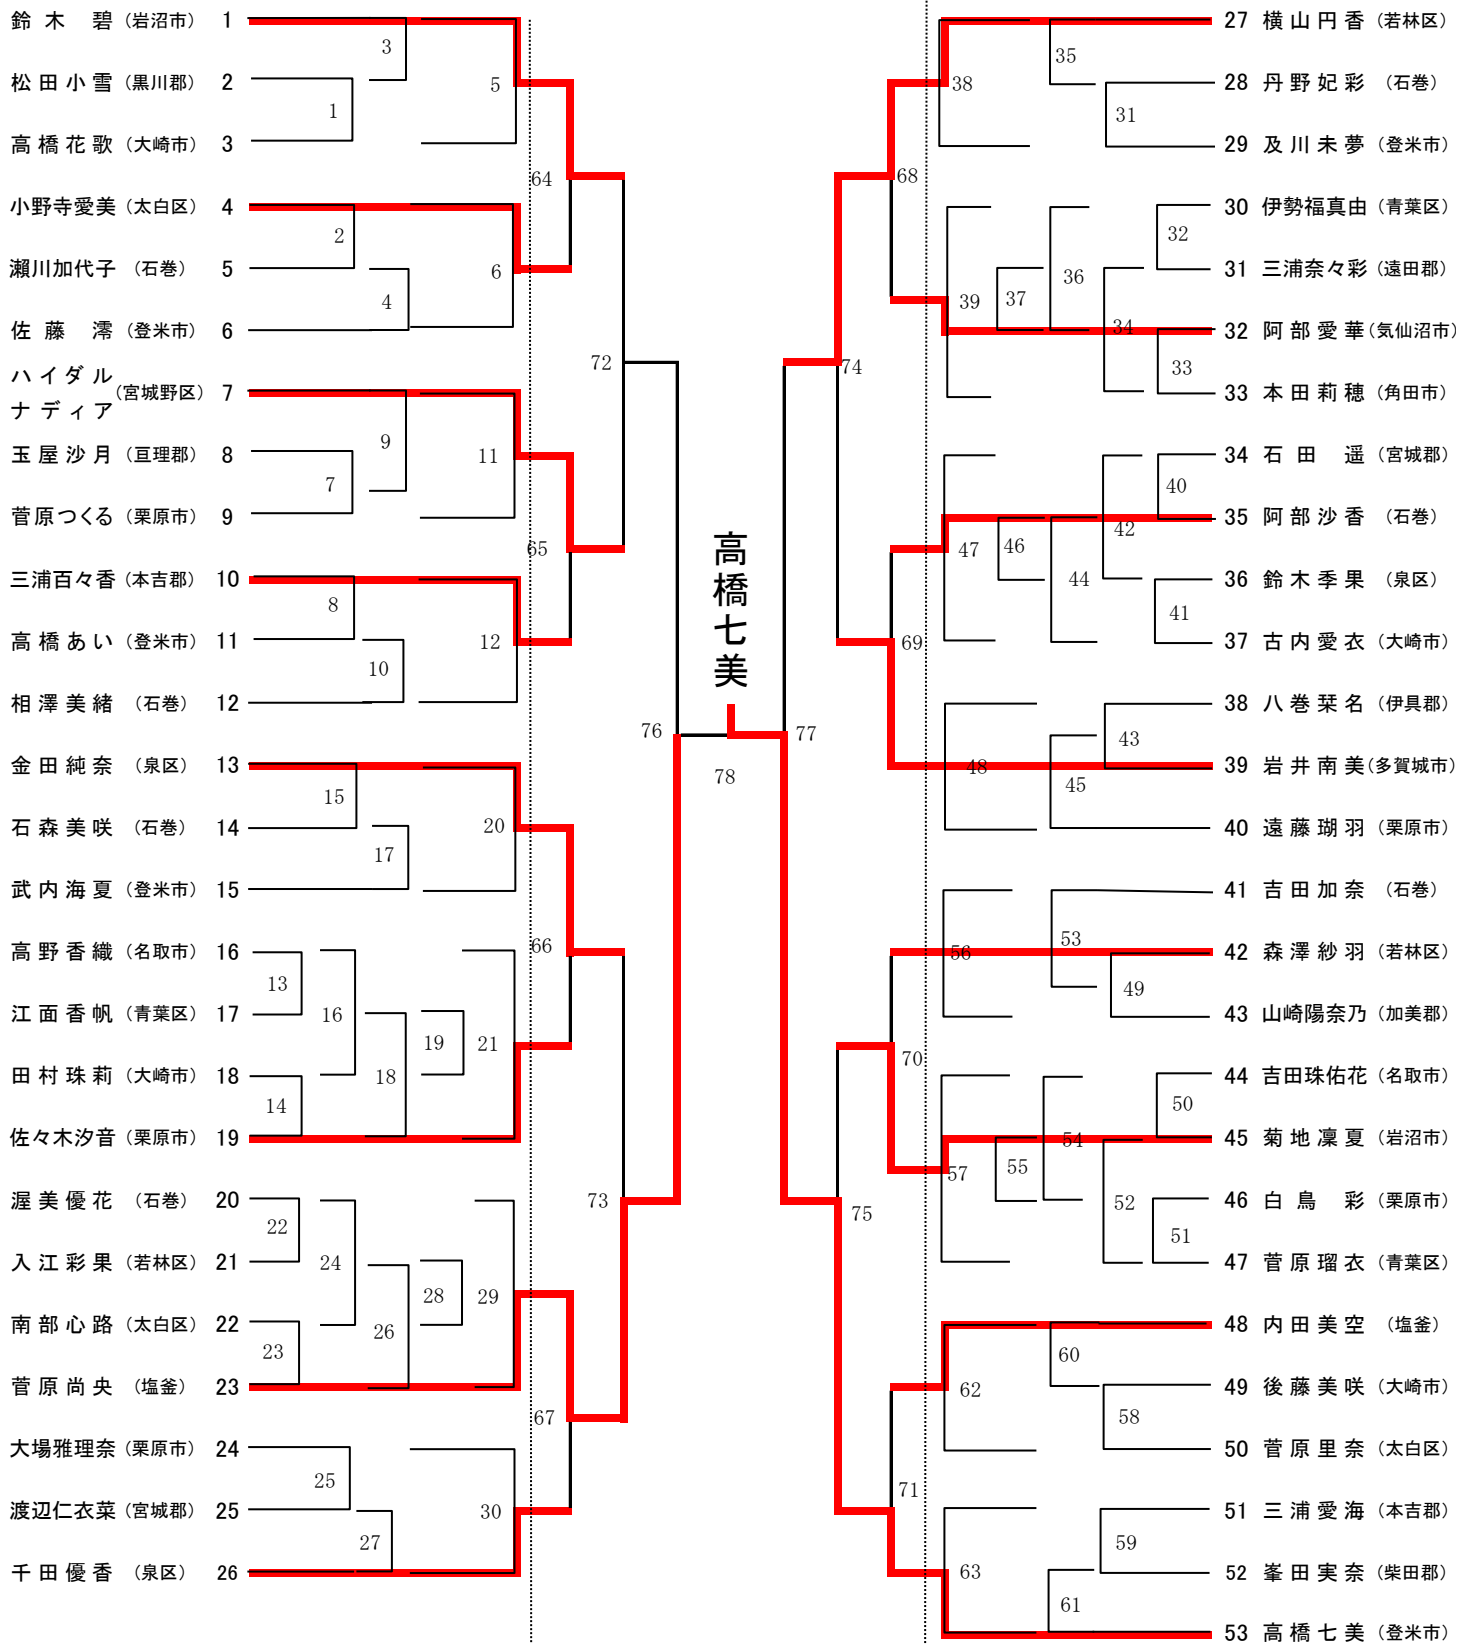 鈴木　碧 (岩沼市) 1
松田小雪 (黒川郡) 2
高橋花歌 (大崎市) 3
小野寺愛美 (太白区) 4
瀬川加代子 (石巻) 5
佐藤　澪 (登米市) 6
ハイダル
ナディア (宮城野区) 7
玉屋沙月 (亘理郡) 8
菅原つくる (栗原市) 9
三浦百々香 (本吉郡) 10
高橋あい (登米市) 11
相澤美緒 (石巻) 12
金田純奈 (泉区) 13
石森美咲 (石巻) 14
武内海夏 (登米市) 15
高野香織 (名取市) 16
江面香帆 (青葉区) 17
田村珠莉 (大崎市) 18
佐々木汐音 (栗原市) 19
渥美優花 (石巻) 20
入江彩果 (若林区) 21
南部心路 (太白区) 22
菅原尚央 (塩釜) 23
大場雅理奈 (栗原市) 24
渡辺仁衣菜 (宮城郡) 25
千田優香 (泉区) 26
3
1
5
2
4
6
64
9
7
11
8
10
12
65
72
15
17
20
13
16
14
18
19
21
66
22
24
23
26
28
29
25
27
30
67
73
76
高橋七美
78
77
74
75
68
69
70
71
38
35
31
39
37
36
34
32
33
47
46
44
42
40
41
48
45
43
56
53
49
57
55
54
52
50
51
62
60
58
63
61
59
27 横山円香 (若林区)
28 丹野妃彩 (石巻)
29 及川未夢 (登米市)
30 伊勢福真由 (青葉区)
31 三浦奈々彩 (遠田郡)
32 阿部愛華 (気仙沼市)
33 本田莉穂 (角田市)
34 石田　遥 (宮城郡)
35 阿部沙香 (石巻)
36 鈴木季果 (泉区)
37 古内愛衣 (大崎市)
38 八巻栞名 (伊具郡)
39 岩井南美 (多賀城市)
40 遠藤瑚羽 (栗原市)
41 吉田加奈 (石巻)
42 森澤紗羽 (若林区)
43 山崎陽奈乃 (加美郡)
44 吉田珠佑花 (名取市)
45 菊地凜夏 (岩沼市)
46 白鳥　彩 (栗原市)
47 菅原瑠衣 (青葉区)
48 内田美空 (塩釜)
49 後藤美咲 (大崎市)
50 菅原里奈 (太白区)
51 三浦愛海 (本吉郡)
52 峯田実奈 (柴田郡)
53 高橋七美 (登米市)